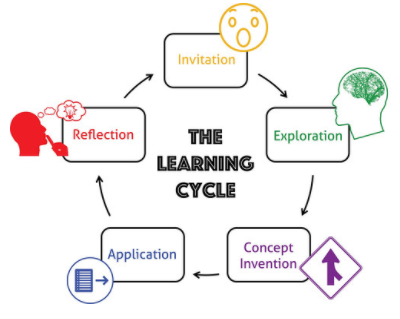 Invitation
Reflection
THE
LEARNING
CYCLE
Exploration
Application
Concept
Invention